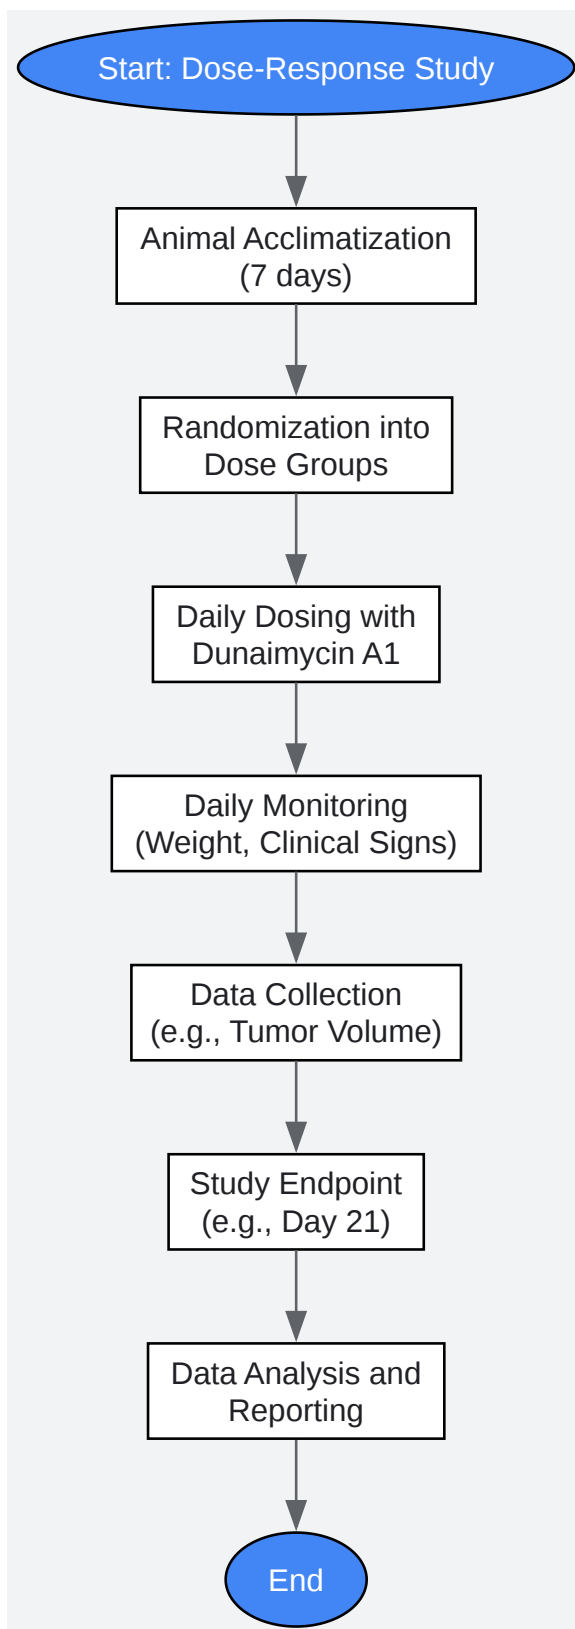 Start: Dose-Response Study
Animal Acclimatization
(7 days)
Randomization into
Dose Groups
Daily Dosing with
Dunaimycin A1
Daily Monitoring
(Weight, Clinical Signs)
Data Collection
(e.g., Tumor Volume)
Study Endpoint
(e.g., Day 21)
Data Analysis and
Reporting
End